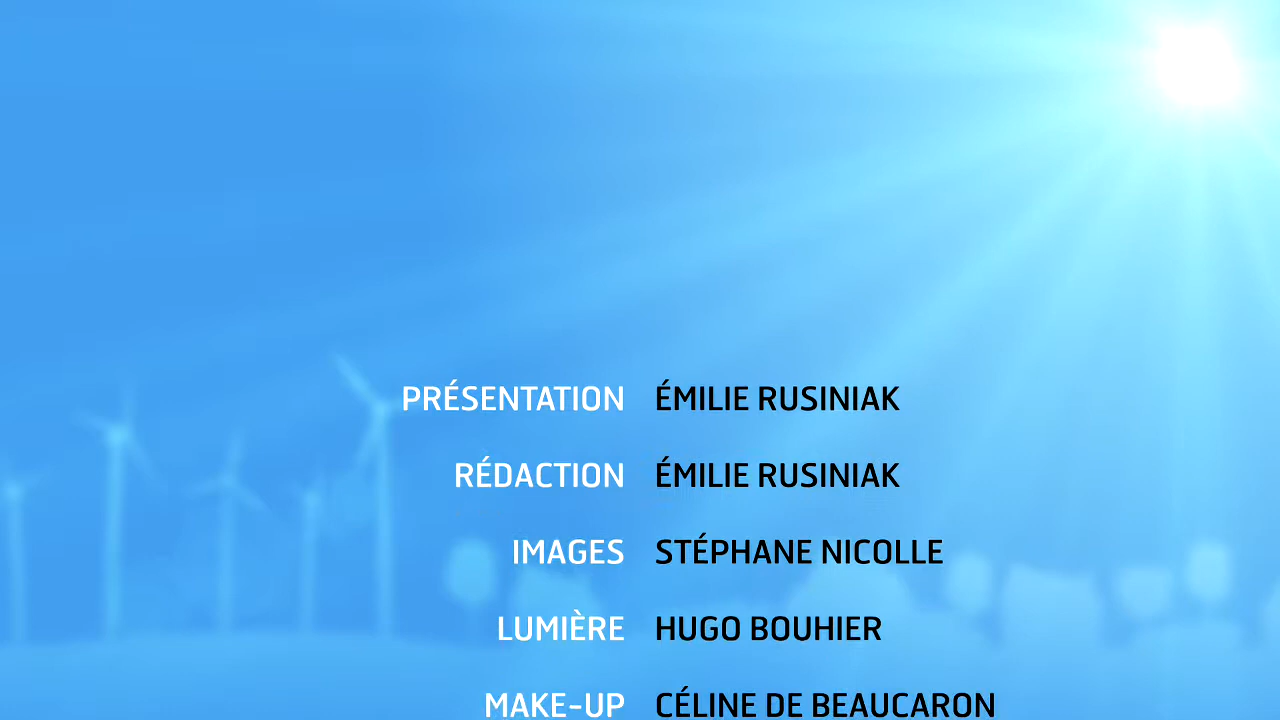 PRÉSENTATION ÉMILIE RUSINIAK
RÉDACTION ÉMILIE RUSINIAK
IMAGES STÉPHANE NICOLLE
LUMIÈRE HUGO BOUHIER
MAKE-UP CÉLINE DE BEAUCARON